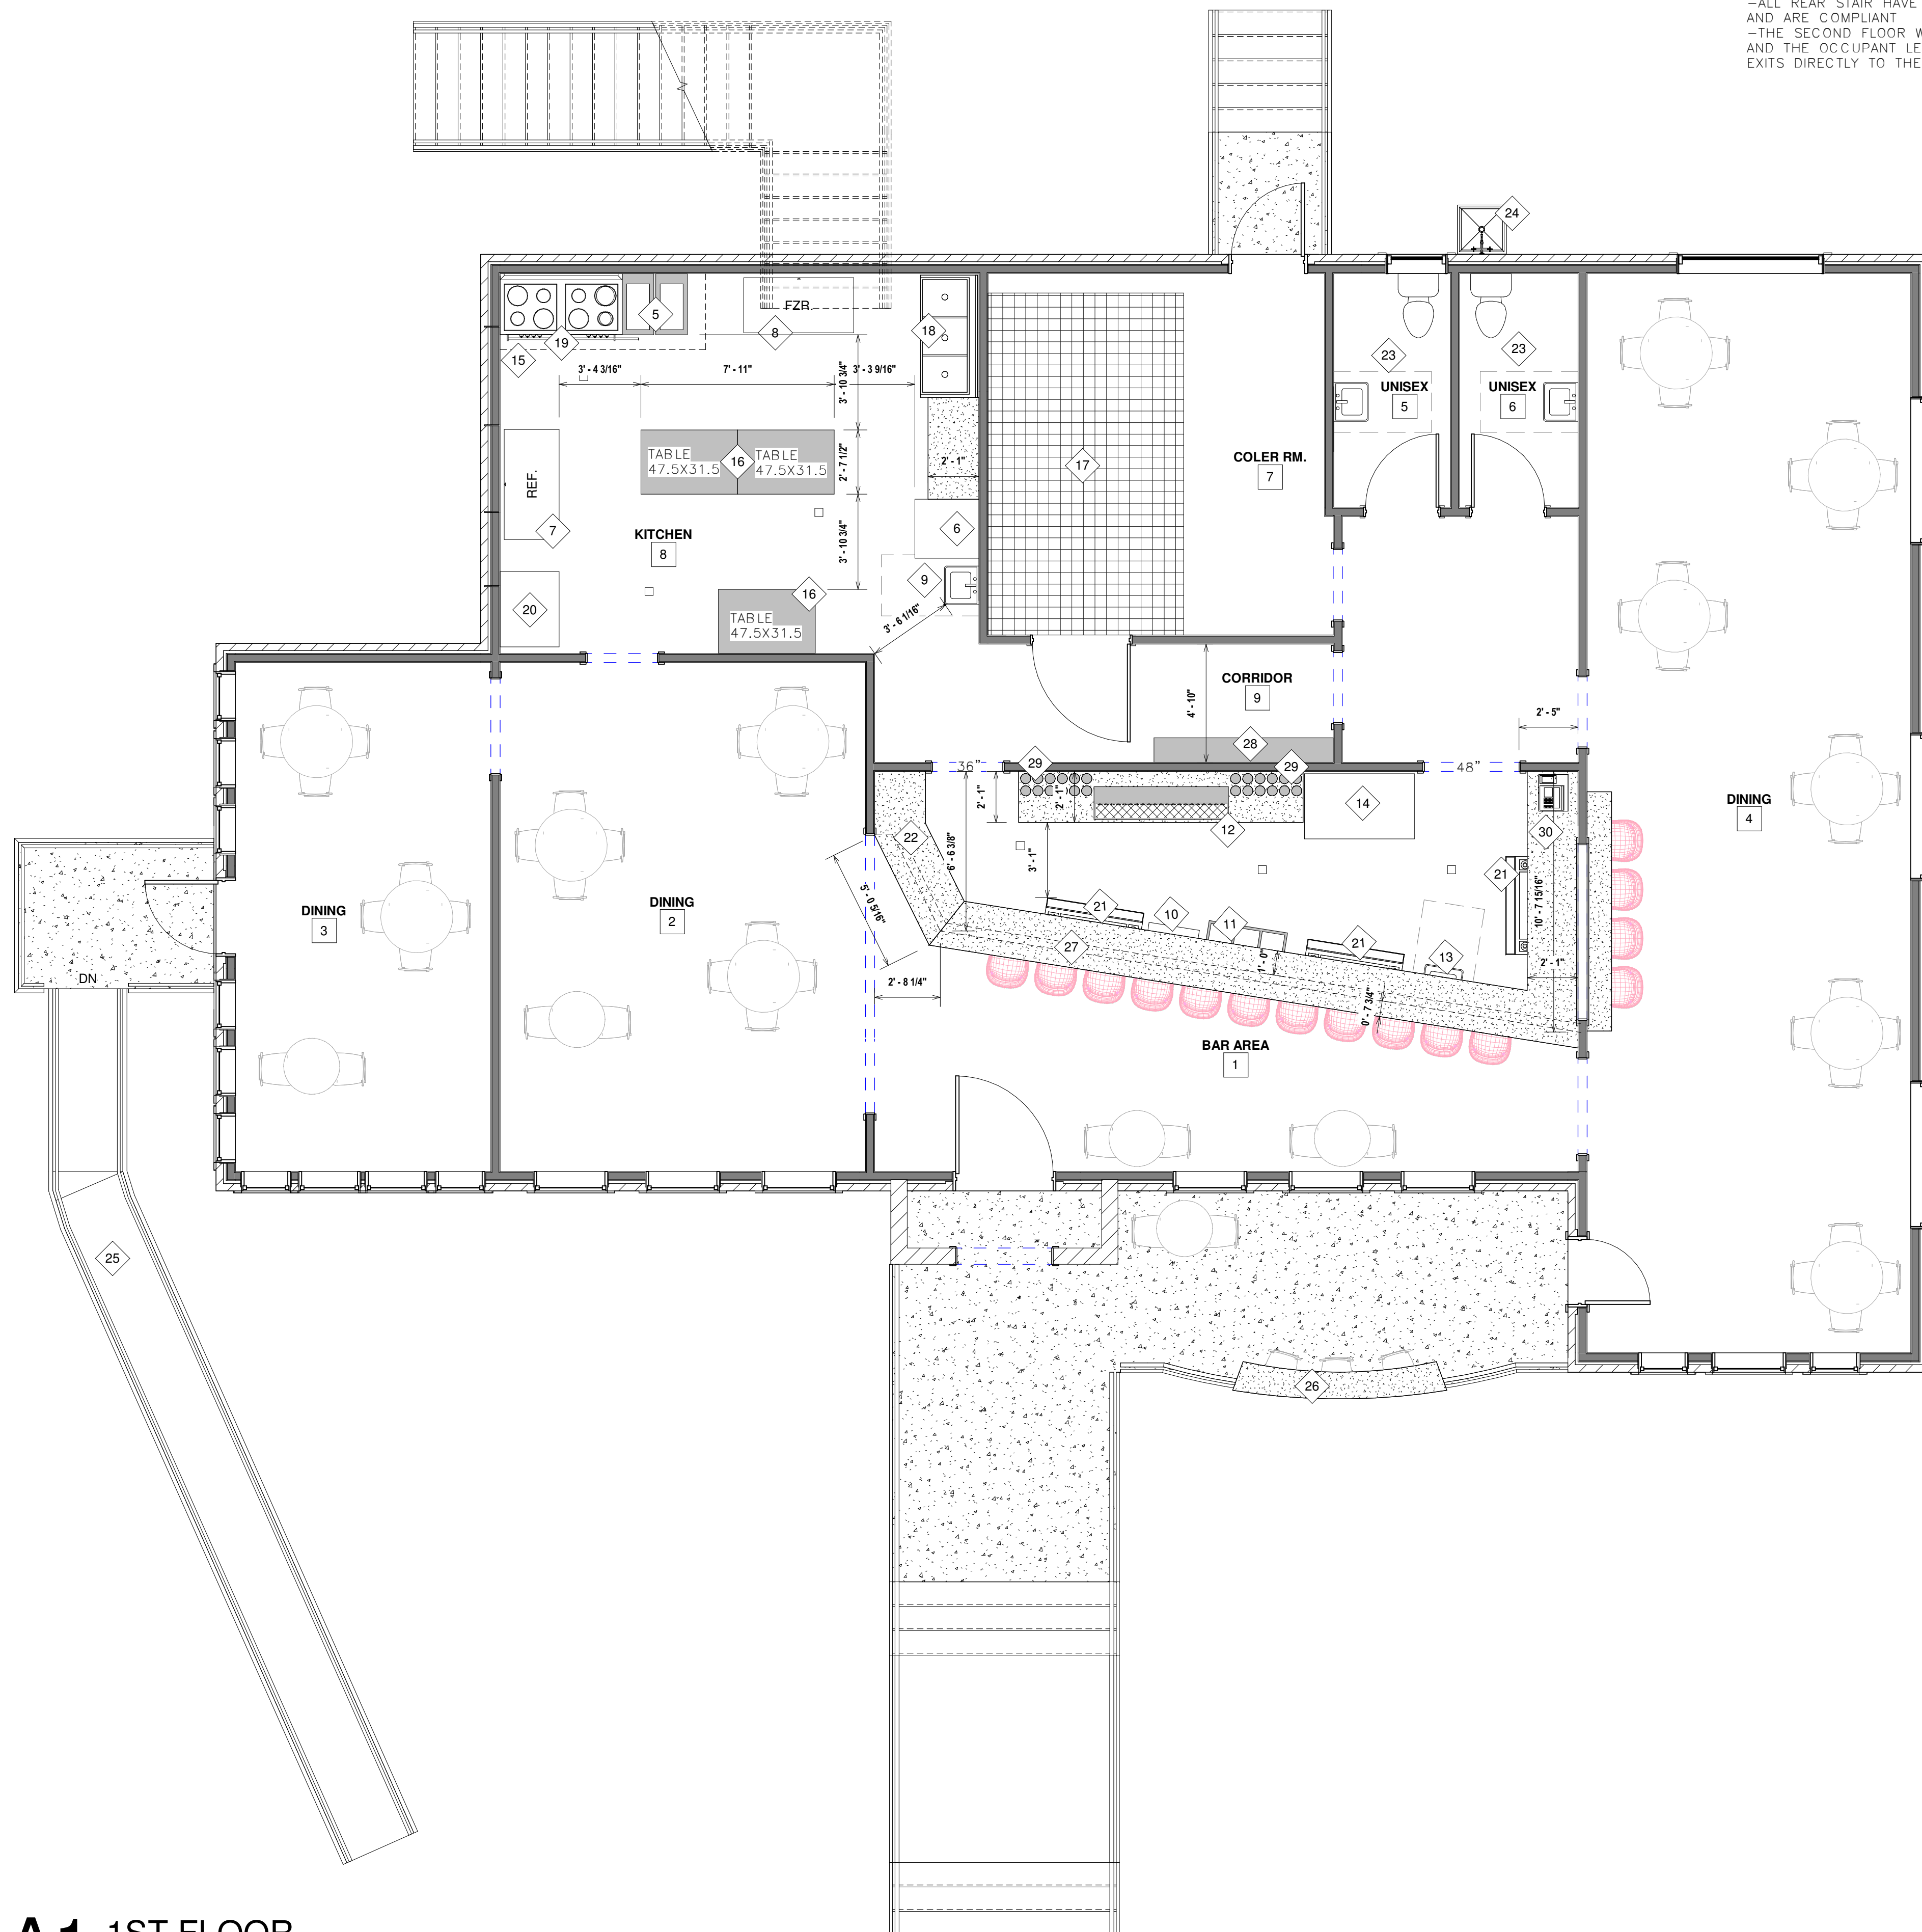 -ALL REAR STAIR HAVE
AND ARE COMPLIANT
-THE SECOND FLOOR W
AND THE OCCUPANT LE
EXITS DIRECTLY TO THE
24
FZR.
5
8
18
19
15
3' - 4 3/16"
7' - 11"
3' - 10 3/4"
3' - 3 9/16"
23
23
UNISEX
5
UNISEX
6
TABLE
47.5X31.5
16
TABLE
47.5X31.5
2' - 7 1/2"
2' - 1"
17
COLER RM.
7
REF.
7
KITCHEN
8
6
3' - 10 3/4"
9
20
16
TABLE
47.5X31.5
3' - 6 1/16"
CORRIDOR
9
4' - 10"
28
2' - 5"
29
29
36"
48"
2' - 1"
2' - 1"
14
12
30
22
6' - 6 3/8"
3' - 1"
21
10' - 7 15/16"
DINING
4
DINING
3
DINING
2
5' - 0 5/16"
21
10
11
21
27
1' - 0"
13
2' - 1"
2' - 8 1/4"
0' - 7 3/4"
DN
BAR AREA
1
25
26
A.1 1ST FLOOR